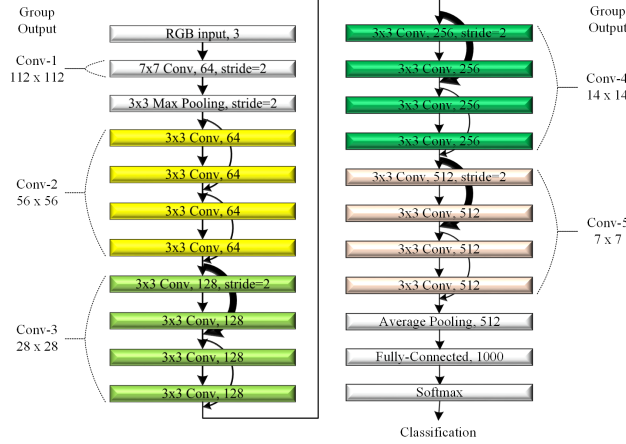 Group
Output
RGB input, 3
Conv-1
112 x 112
7x7 Conv, 64, stride=2
3x3 Max Pooling, stride=2
3x3 Conv, 64
3x3 Conv, 64
Conv-2
56 x 56
3x3 Conv, 64
3x3 Conv, 64
3x3 Conv, 128, stride=2
3x3 Conv, 128
Conv-3
28 x 28
3x3 Conv, 128
3x3 Conv, 128
Group
Output
3x3 Conv, 256, stride=2
3x3 Conv, 256
Conv-4
14 x 14
3x3 Conv, 256
3x3 Conv, 256
3x3 Conv, 512, stride=2
3x3 Conv, 512
Conv-5
7 x 7
3x3 Conv, 512
3x3 Conv, 512
Average Pooling, 512
Fully-Connected, 1000
Softmax
Classification